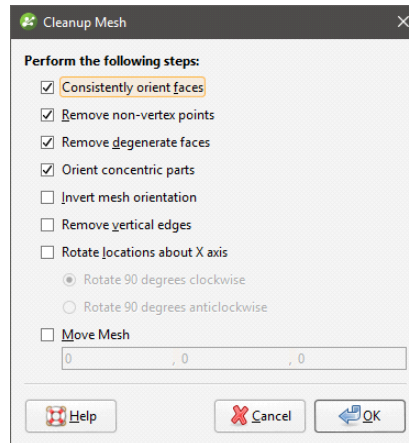 Cleanup Mesh
Perform the following steps:
Consistently orient faces
Remove non-vertex points
Remove degenerate faces
Orient concentric parts
Invert mesh orientation
Remove vertical edges
Rotate locations about X axis
Rotate 90 degrees clockwise
Rotate 90 degrees anticlockwise
Move Mesh
0 , 0 , 0
Help Cancel OK